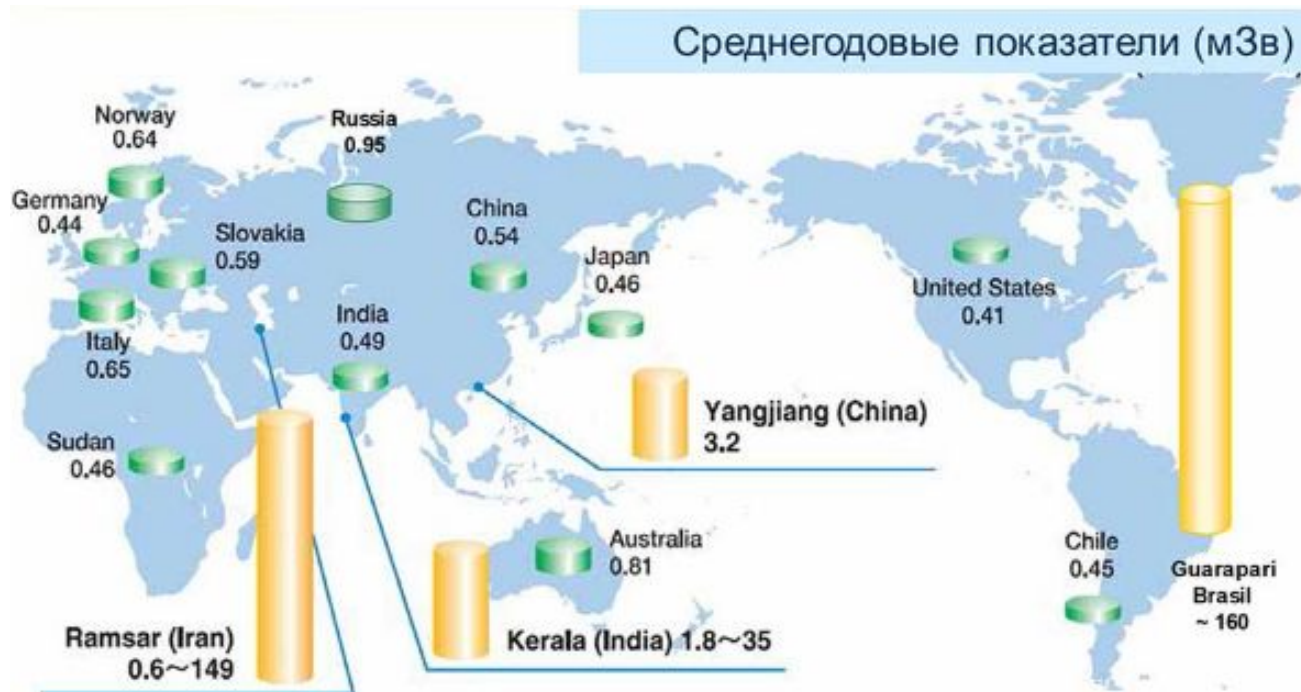 Среднегодовые показатели (мЗв)
Norway
0.64
Russia
0.95
Germany
0.44
Slovakia
0.59
China
0.54
Japan
0.46
United States
0.41
Italy
0.65
India
0.49
Yangjiang (China)
3.2
Sudan
0.46
Australia
0.81
Chile
0.45
Guarapari
Brasil
~ 160
Ramsar (Iran)
0.6～149
Kerala (India) 1.8～35